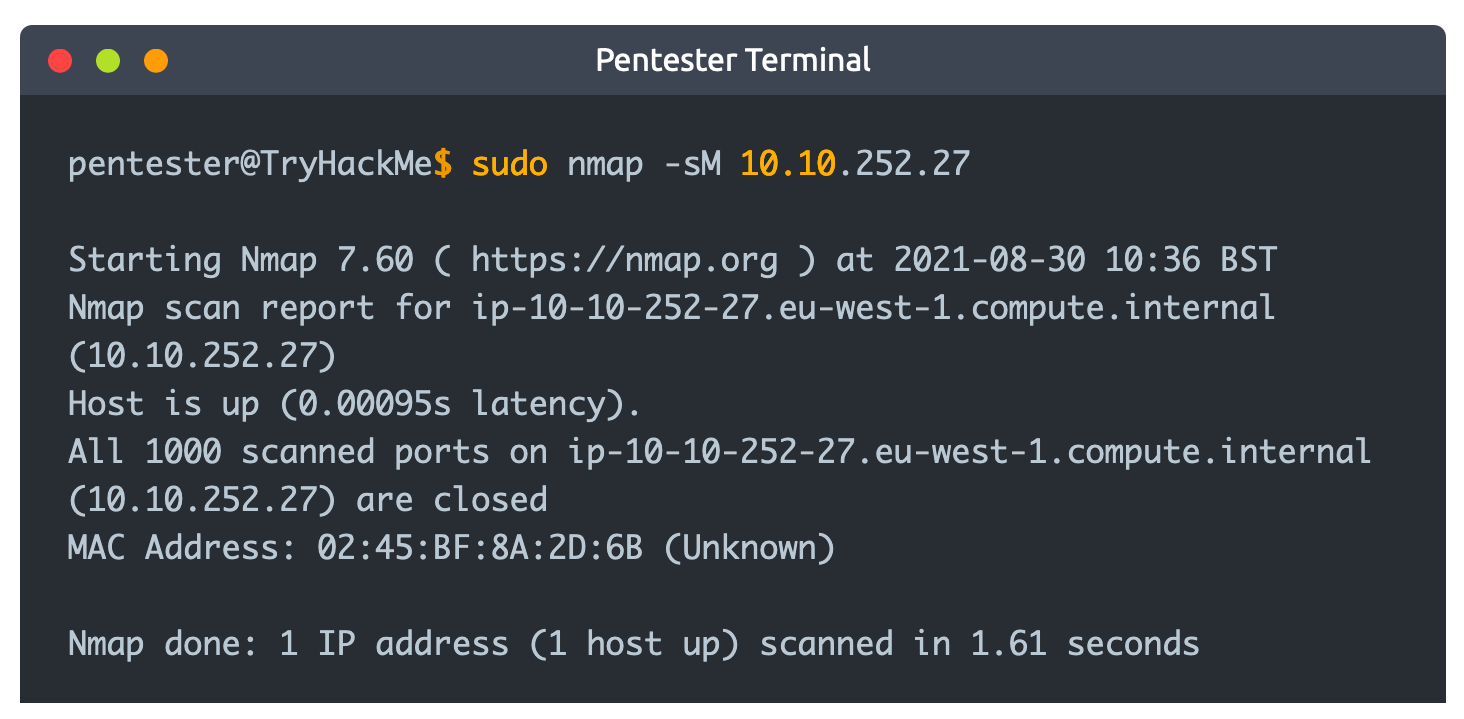 Pentester Terminal
pentester@TryHackMe$ sudo nmap -sM 10.10.252.27
Starting Nmap 7.60 ( https://nmap.org ) at 2021-08-30 10:36 BST
Nmap scan report for ip-10-10-252-27.eu-west-1.compute.internal
(10.10.252.27)
Host is up (0.00095s latency).
All 1000 scanned ports on ip-10-10-252-27.eu-west-1.compute.internal
(10.10.252.27) are closed
MAC Address: 02:45:BF:8A:2D:6B (Unknown)
Nmap done: 1 IP address (1 host up) scanned in 1.61 seconds